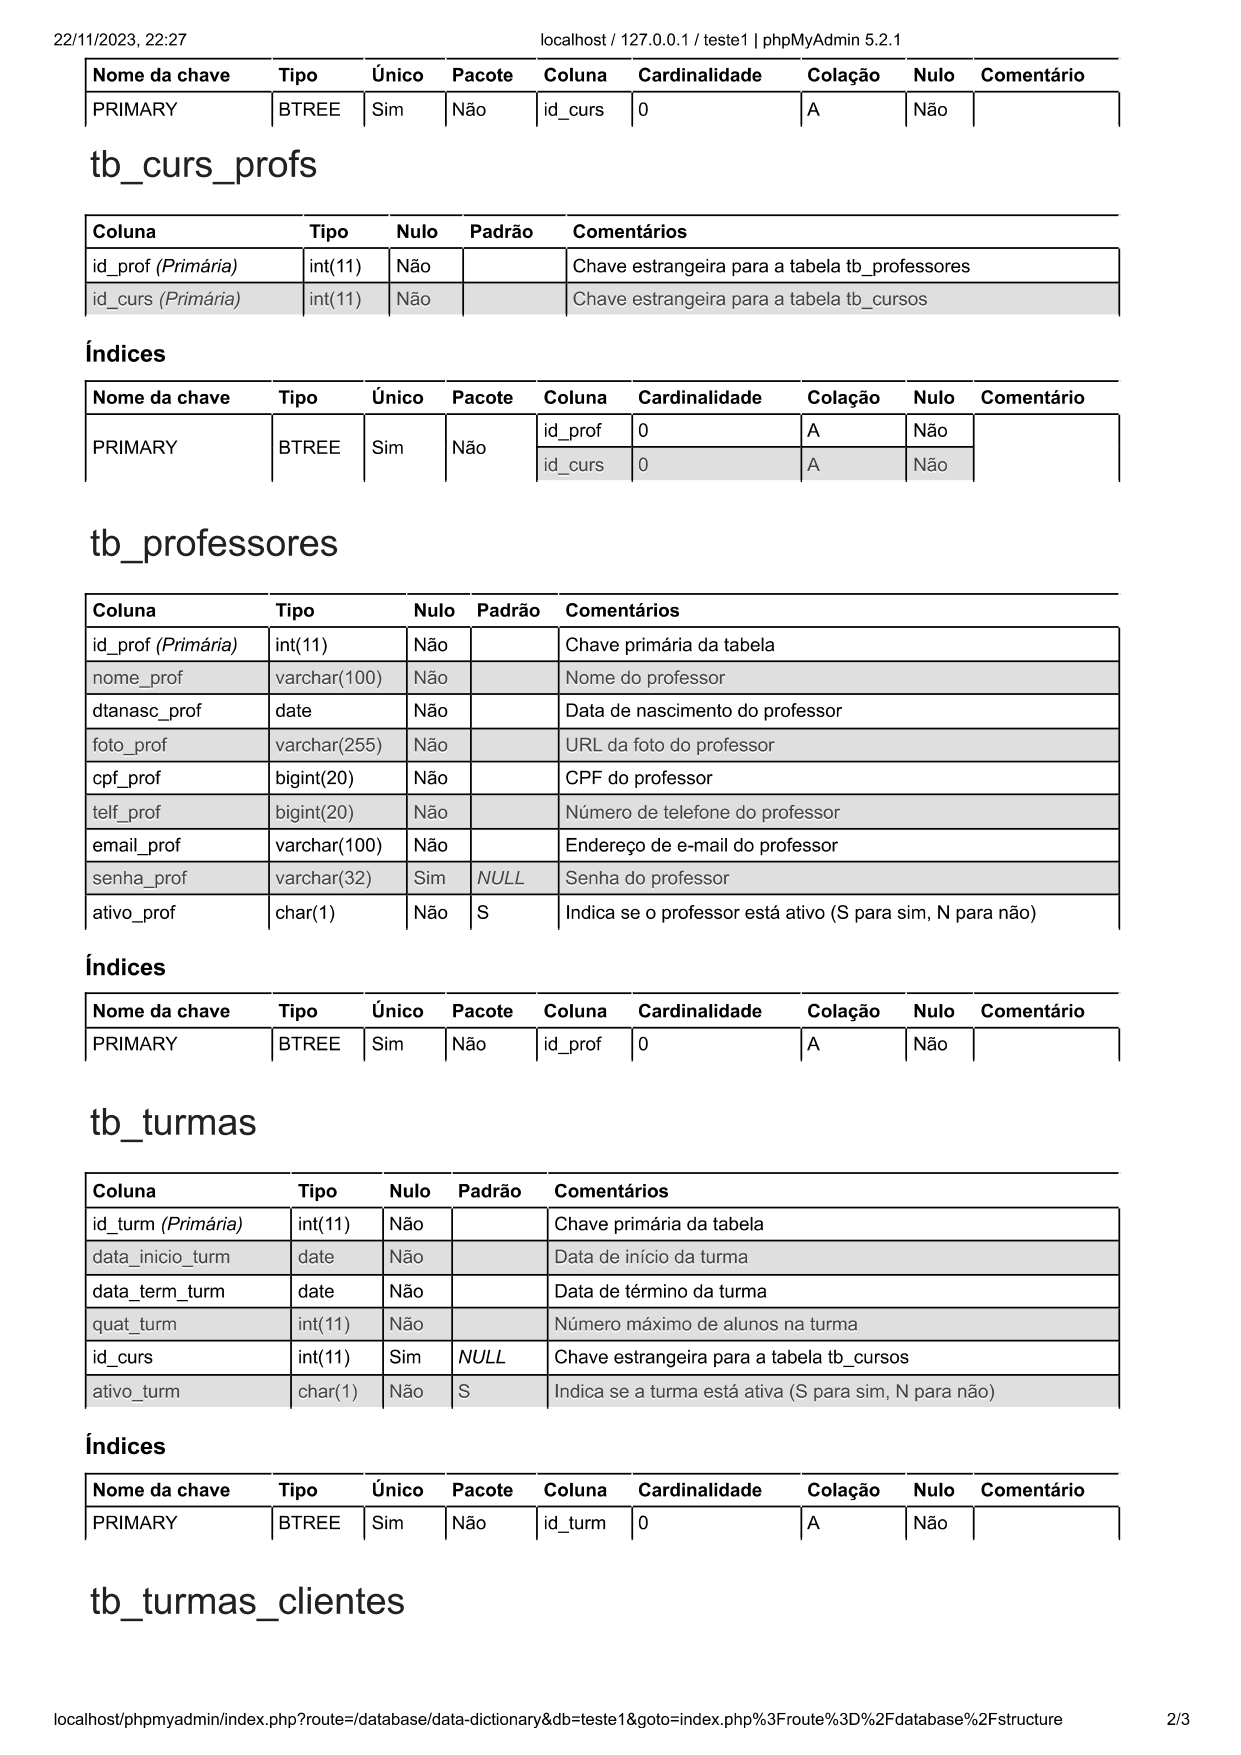 22/11/2023, 22:27 localhost / 127.0.0.1 / teste1 | phpMyAdmin 5.2.1
Nome da chave Tipo Único Pacote Coluna Cardinalidade Colação Nulo Comentário
PRIMARY BTREE Sim Não id_curs 0 A Não
tb_curs_profs
Coluna Tipo Nulo Padrão Comentários
id_prof (Primária) int(11) Não Chave estrangeira para a tabela tb_professores
id_curs (Primária) int(11) Não Chave estrangeira para a tabela tb_cursos
Índices
Nome da chave Tipo Único Pacote Coluna Cardinalidade Colação Nulo Comentário
PRIMARY BTREE Sim Não id_prof 0 A Não
id_curs 0 A Não
tb_professores
Coluna Tipo Nulo Padrão Comentários
id_prof (Primária) int(11) Não Chave primária da tabela
nome_prof varchar(100) Não Nome do professor
dtanasc_prof date Não Data de nascimento do professor
foto_prof varchar(255) Não URL da foto do professor
cpf_prof bigint(20) Não CPF do professor
telf_prof bigint(20) Não Número de telefone do professor
email_prof varchar(100) Não Endereço de e-mail do professor
senha_prof varchar(32) Sim NULL Senha do professor
ativo_prof char(1) Não S Indica se o professor está ativo (S para sim, N para não)
Índices
Nome da chave Tipo Único Pacote Coluna Cardinalidade Colação Nulo Comentário
PRIMARY BTREE Sim Não id_prof 0 A Não
tb_turmas
Coluna Tipo Nulo Padrão Comentários
id_turm (Primária) int(11) Não Chave primária da tabela
data_inicio_turm date Não Data de início da turma
data_term_turm date Não Data de término da turma
quat_turm int(11) Não Número máximo de alunos na turma
id_curs int(11) Sim NULL Chave estrangeira para a tabela tb_cursos
ativo_turm char(1) Não S Indica se a turma está ativa (S para sim, N para não)
Índices
Nome da chave Tipo Único Pacote Coluna Cardinalidade Colação Nulo Comentário
PRIMARY BTREE Sim Não id_turm 0 A Não
tb_turmas_clientes
localhost/phpmyadmin/index.php?route=/database/data-dictionary&db=teste1&goto=index.php%3Froute%3D%2Fdatabase%2Fstructure 2/3